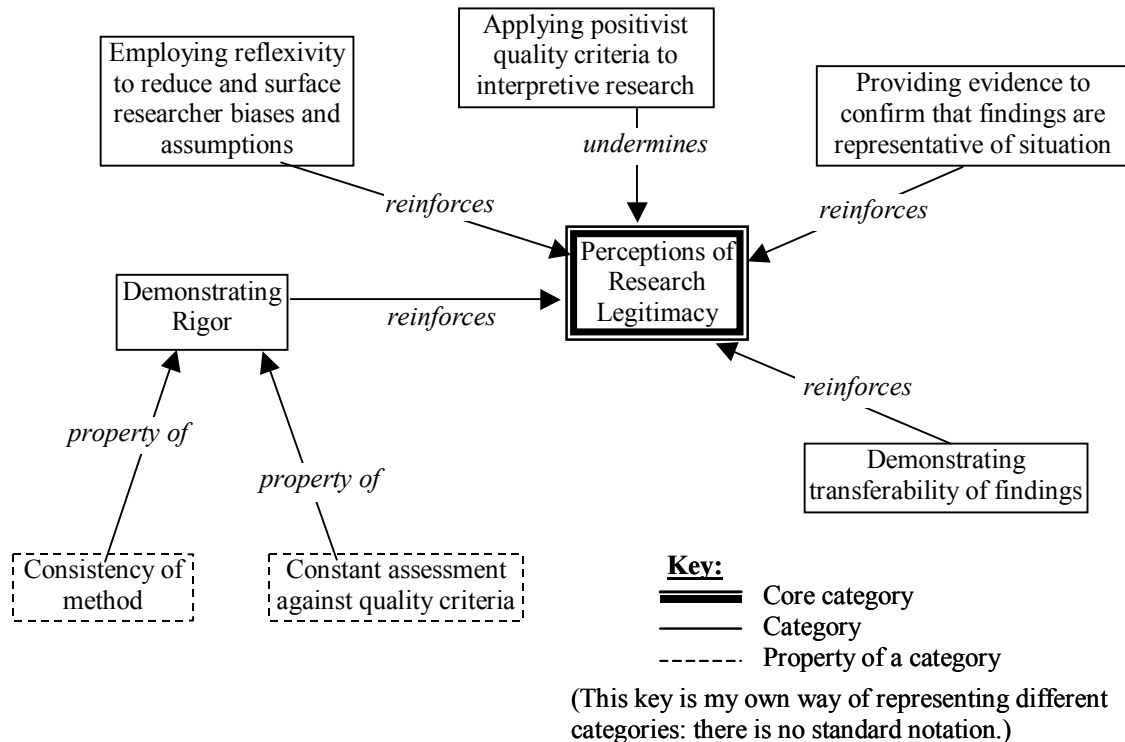 Employing reflexivity
to reduce and surface
researcher biases and
assumptions
Applying positivist
quality criteria to
interpretive research
Providing evidence to
confirm that findings are
representative of situation
undermines
reinforces
reinforces
Perceptions of
Research
Legitimacy
Demonstrating
Rigor
reinforces
reinforces
property of
property of
Demonstrating
transferability of findings
Consistency of
method
Constant assessment
against quality criteria
Key:
Core category
Category
Property of a category
(This key is my own way of representing different
categories: there is no standard notation.)